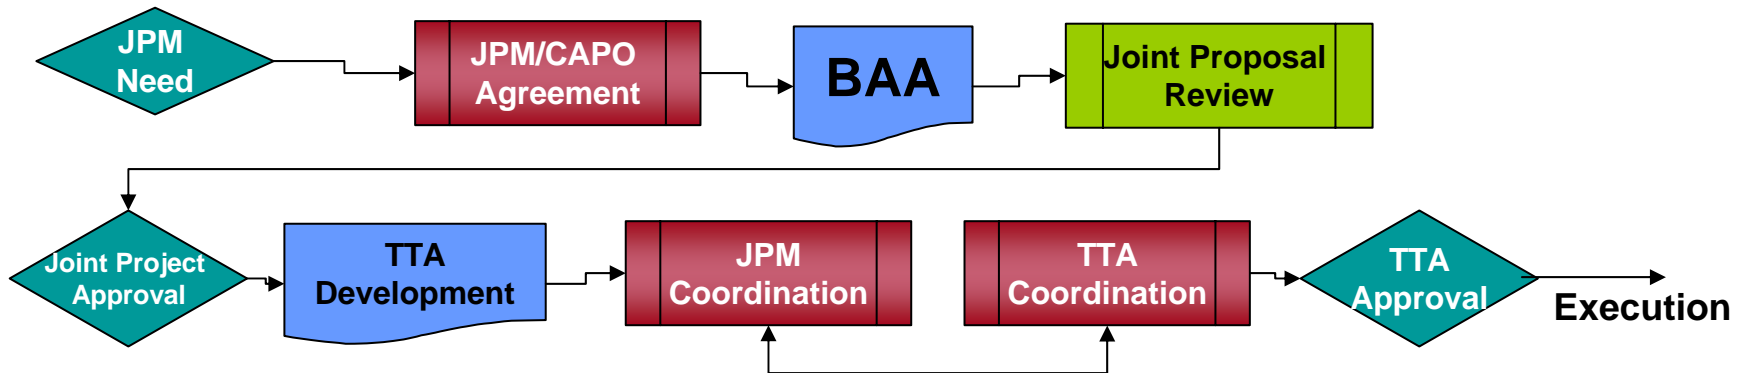 JPM
Need
JPM/CAPO
Agreement
BAA
Joint Proposal
Review
Joint Project
Approval
TTA
Development
JPM
Coordination
TTA
Coordination
TTA
Approval
Execution